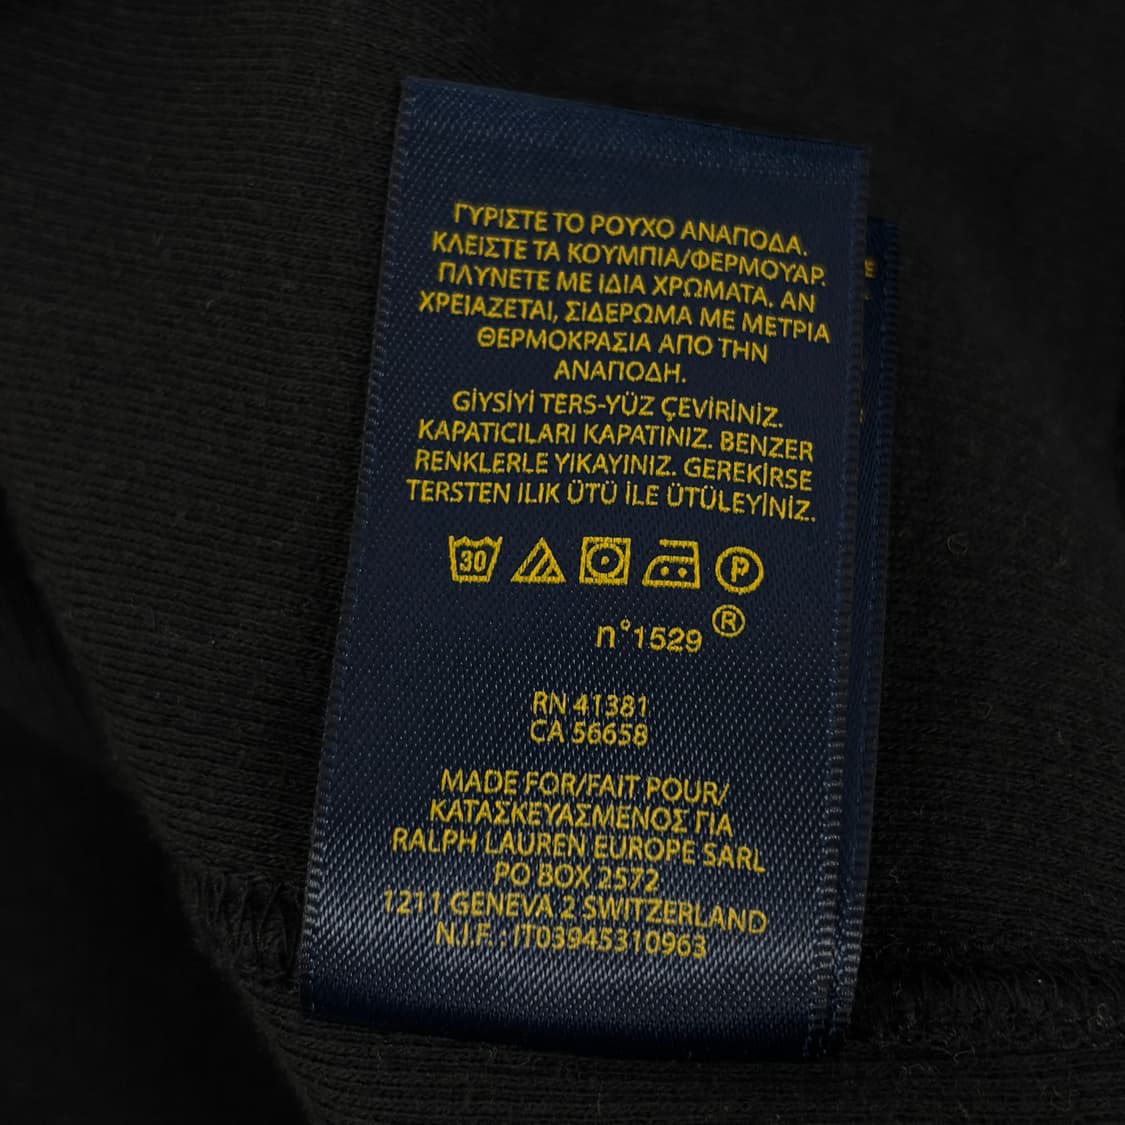 ΓΥΡΙΣΤΕ ΤΟ ΡΟΥΧΟ ΑΝΑΠΟΔΑ.
ΚΛΕΙΣΤΕ ΤΑ ΚΟΥΜΠΙΑ/ΦΕΡΜΟΥΑΡ.
ΠΛΥΝΕΤΕ ΜΕ ΙΔΙΑ ΧΡΩΜΑΤΑ. ΑΝ
ΧΡΕΙΑΖΕΤΑΙ, ΣΙΔΕΡΩΜΑ ΜΕ ΜΕΤΡΙΑ
ΘΕΡΜΟΚΡΑΣΙΑ ΑΠΟ ΤΗΝ
ΑΝΑΠΟΔΗ.
GİYSİYİ TERS-YÜZ ÇEVİRİNİZ.
KAPATICILARI KAPATINIZ. BENZER
RENKLERLE YIKAYINIZ. GEREKİRSE
TERSTEN ILIK ÜTÜ İLE ÜTÜLEYİNİZ.
30 P
n°1529 ®
RN 41381
CA 56658
MADE FOR/FAIT POUR/
ΚΑΤΑΣΚΕΥΑΣΜΕΝΟΣ ΓΙΑ
RALPH LAUREN EUROPE SARL
PO BOX 2572
1211 GENEVA 2 SWITZERLAND
N.I.F. : IT03945310963